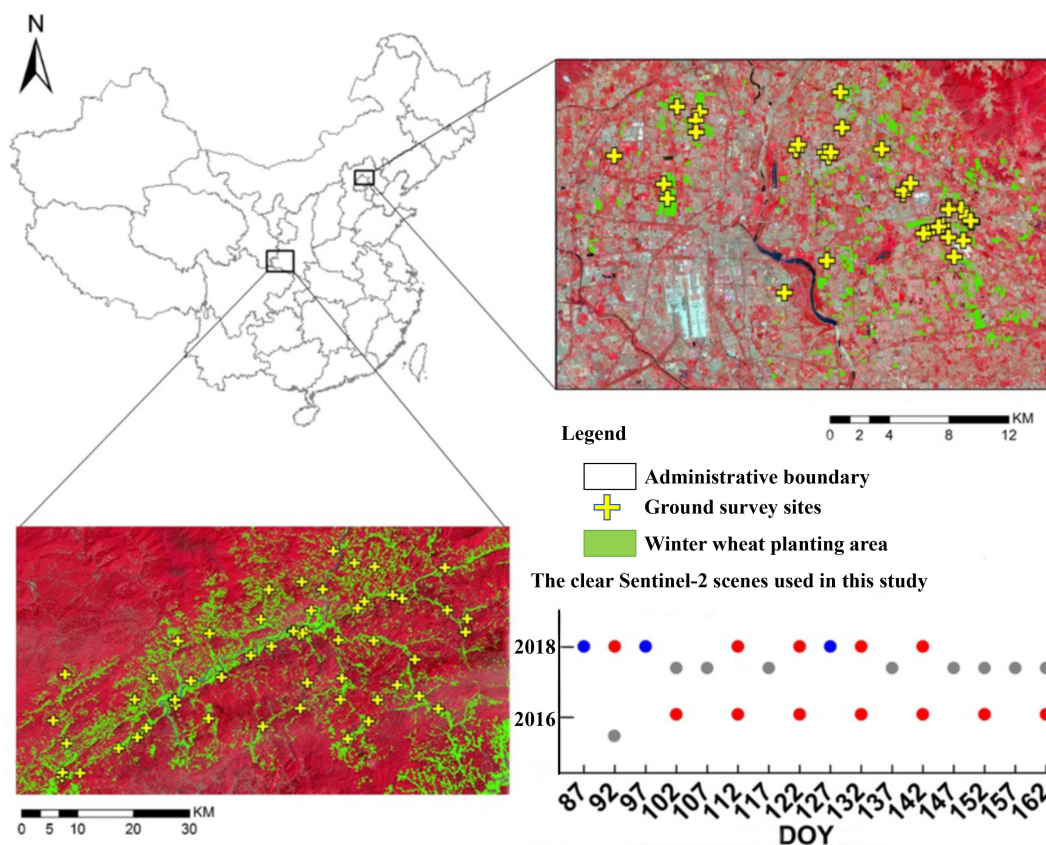 N
KM
0 2 4 8 12
Legend
Administrative boundary
Ground survey sites
Winter wheat planting area
The clear Sentinel-2 scenes used in this study
2018
2016
KM
0 5 10 20 30
87 92 97 102 107 112 117 122 127 132 137 142 147 152 157 162
DOY